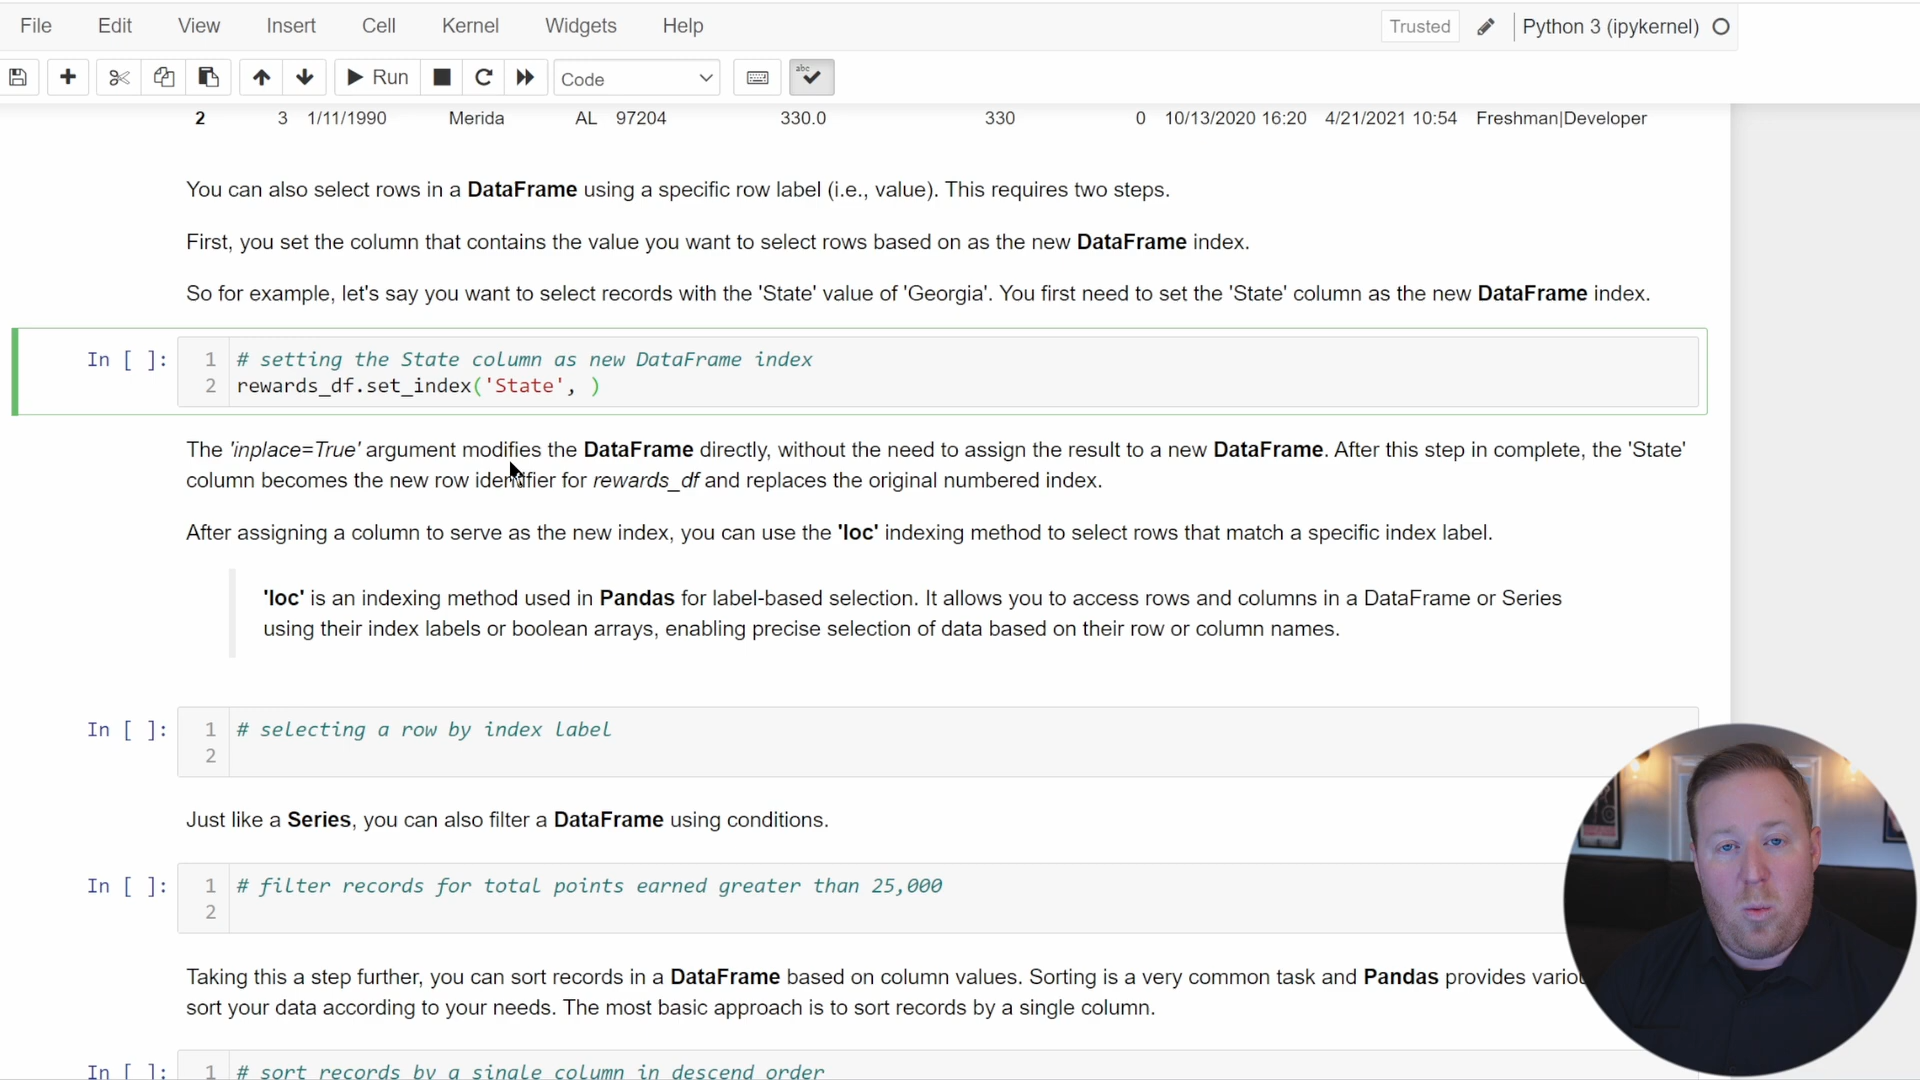 File Edit View Insert Cell Kernel Widgets Help Trusted Python 3 (ipykernel)
Run Code abc
2 3 1/11/1990 Merida AL 97204 330.0 330 0 10/13/2020 16:20 4/21/2021 10:54 Freshman|Developer
You can also select rows in a DataFrame using a specific row label (i.e., value). This requires two steps.
First, you set the column that contains the value you want to select rows based on as the new DataFrame index.
So for example, let's say you want to select records with the 'State' value of 'Georgia'. You first need to set the 'State' column as the new DataFrame index.
In [ ]: 1 # setting the State column as new DataFrame index
2 rewards_df.set_index('State', )
The 'inplace=True' argument modifies the DataFrame directly, without the need to assign the result to a new DataFrame. After this step in complete, the 'State'
column becomes the new row identifier for rewards_df and replaces the original numbered index.
After assigning a column to serve as the new index, you can use the 'loc' indexing method to select rows that match a specific index label.
'loc' is an indexing method used in Pandas for label-based selection. It allows you to access rows and columns in a DataFrame or Series
using their index labels or boolean arrays, enabling precise selection of data based on their row or column names.
In [ ]: 1 # selecting a row by index label
2
Just like a Series, you can also filter a DataFrame using conditions.
In [ ]: 1 # filter records for total points earned greater than 25,000
2
Taking this a step further, you can sort records in a DataFrame based on column values. Sorting is a very common task and Pandas provides
sort your data according to your needs. The most basic approach is to sort records by a single column.
In [ ]: 1 # sort records by a single column in descend order